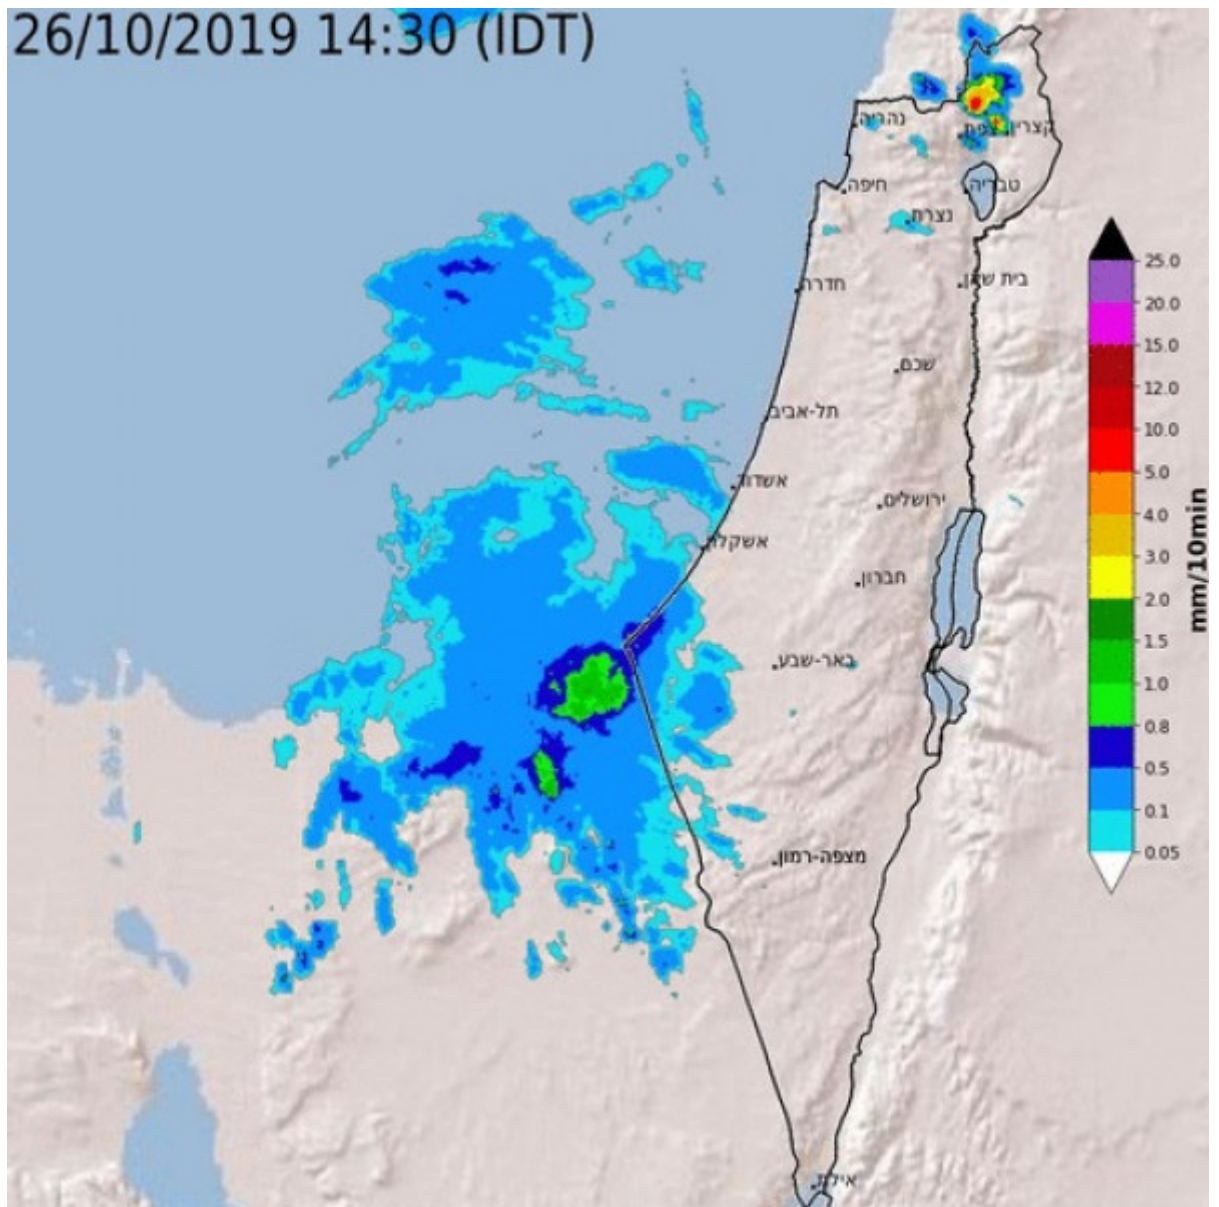 26/10/2019 14:30 (IDT)
נהריה
צפת
קצרין
חיפה
טבריה
נצרת
חדרה
בית שאן
שכם
תל-אביב
אשדוד
ירושלים
אשקלון
חברון
באר-שבע
מצפה-רמון
אילת
25.0
20.0
15.0
12.0
10.0
5.0
4.0
3.0
2.0
1.5
1.0
0.8
0.5
0.1
0.05
mm/10min